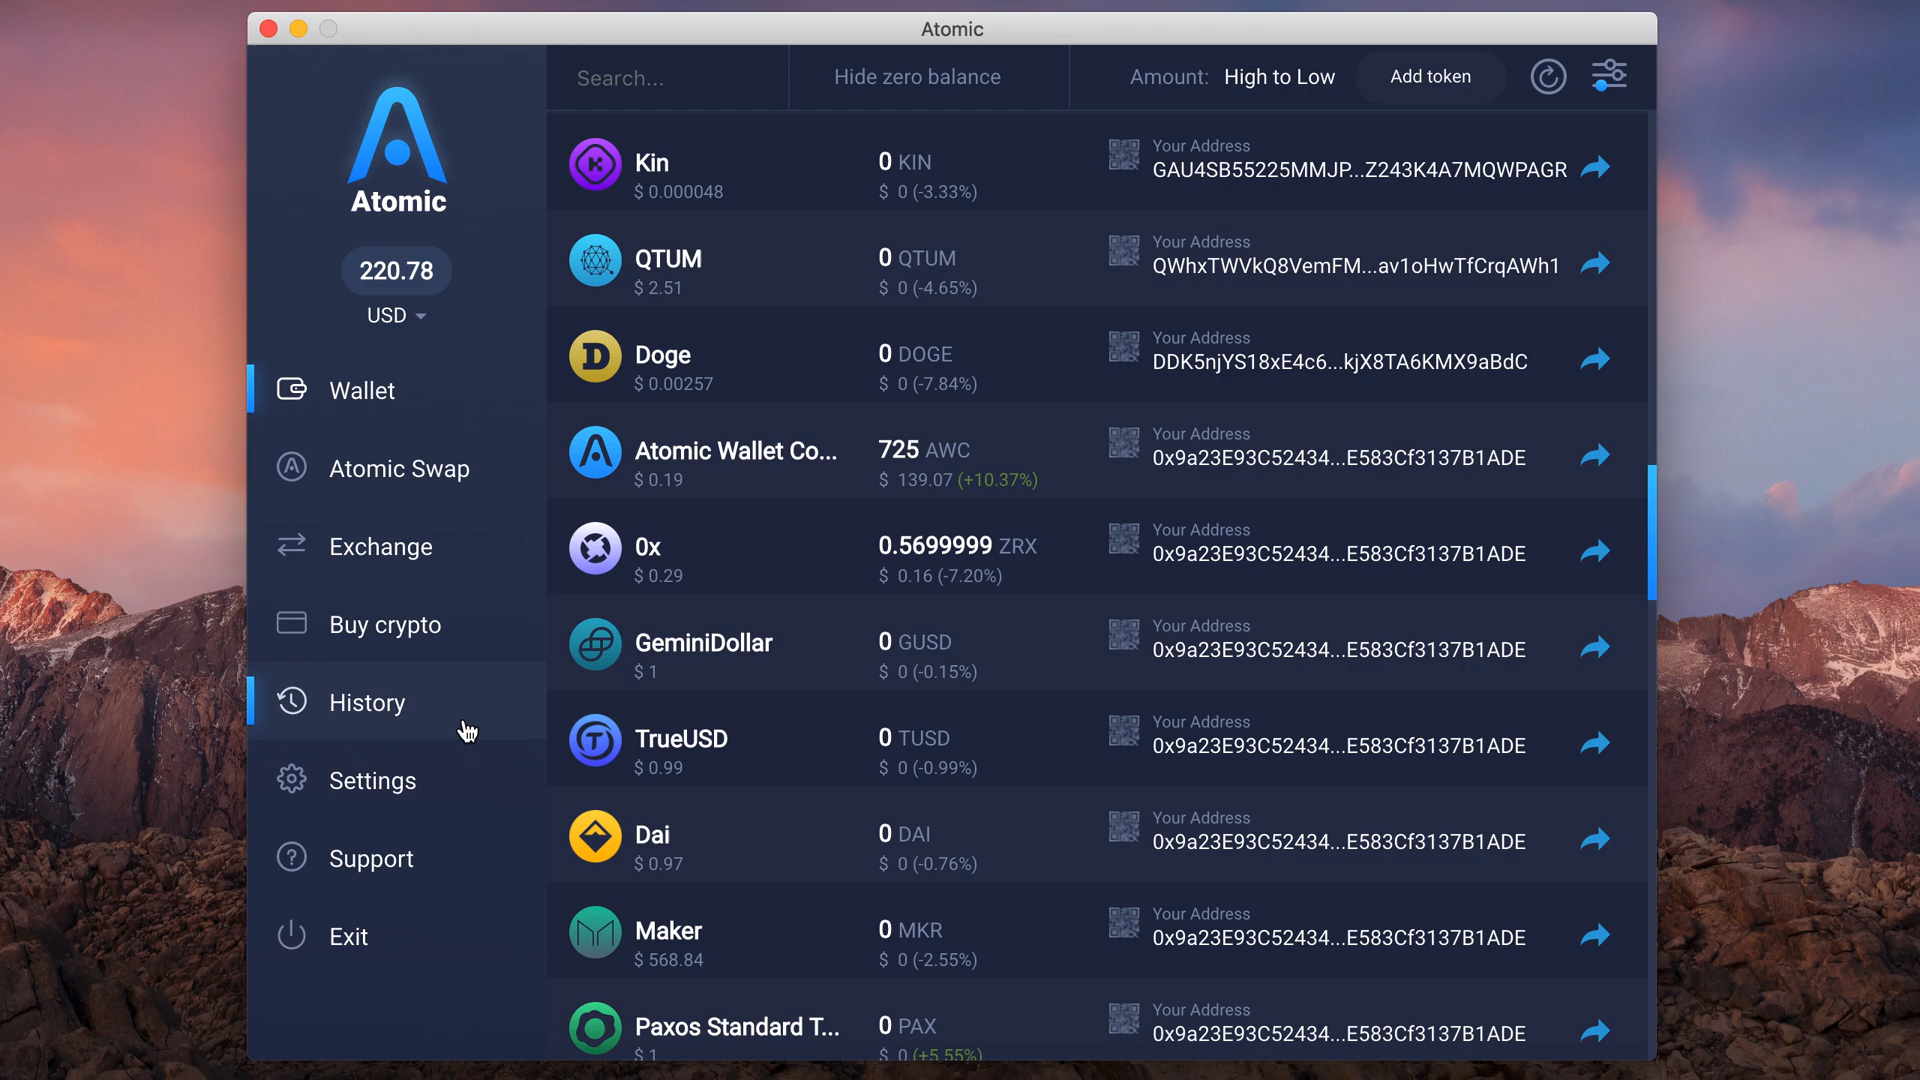 Atomic
Atomic
220.78
USD
Wallet
Atomic Swap
Exchange
Buy crypto
History
Settings
Support
Exit
Search...
Hide zero balance
Amount: High to Low
Add token
Kin
$ 0.000048
0 KIN
$ 0 (-3.33%)
Your Address
GAU4SB55225MMJP...Z243K4A7MQWPAGR
QTUM
$ 2.51
0 QTUM
$ 0 (-4.65%)
Your Address
QWhxTWVkQ8VemFM...av1oHwTfCrqAWh1
Doge
$ 0.00257
0 DOGE
$ 0 (-7.84%)
Your Address
DDK5njYS18xE4c6...kjX8TA6KMX9aBdC
Atomic Wallet Co...
$ 0.19
725 AWC
$ 139.07 (+10.37%)
Your Address
0x9a23E93C52434...E583Cf3137B1ADE
0x
$ 0.29
0.5699999 ZRX
$ 0.16 (-7.20%)
Your Address
0x9a23E93C52434...E583Cf3137B1ADE
GeminiDollar
$ 1
0 GUSD
$ 0 (-0.15%)
Your Address
0x9a23E93C52434...E583Cf3137B1ADE
TrueUSD
$ 0.99
0 TUSD
$ 0 (-0.99%)
Your Address
0x9a23E93C52434...E583Cf3137B1ADE
Dai
$ 0.97
0 DAI
$ 0 (-0.76%)
Your Address
0x9a23E93C52434...E583Cf3137B1ADE
Maker
$ 568.84
0 MKR
$ 0 (-2.55%)
Your Address
0x9a23E93C52434...E583Cf3137B1ADE
Paxos Standard T...
$ 1
0 PAX
$ 0 (+5.55%)
Your Address
0x9a23E93C52434...E583Cf3137B1ADE